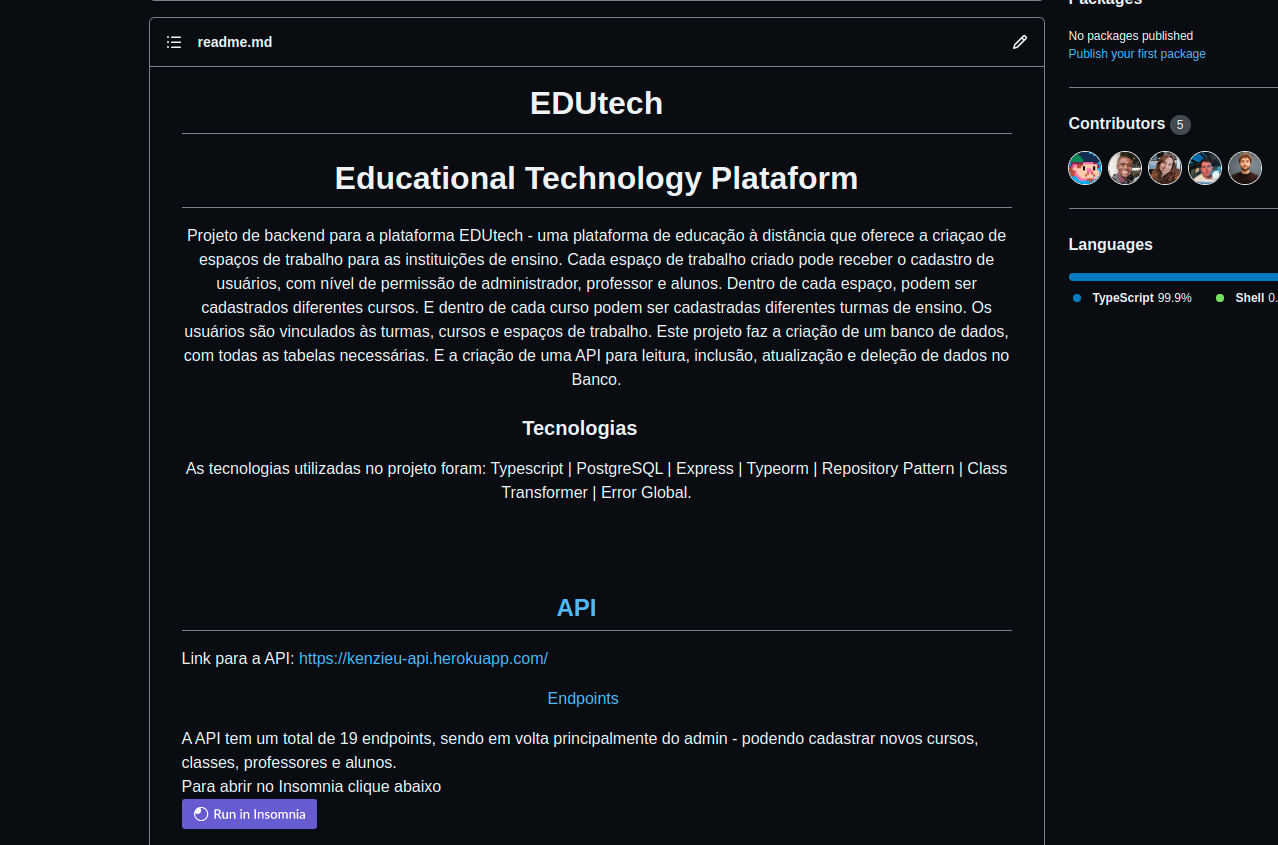 Packages
readme.md
No packages published
Publish your first package
EDUtech
Contributors 5
Educational Technology Plataform
Projeto de backend para a plataforma EDUtech - uma plataforma de educação à distância que oferece a criaçao de
espaços de trabalho para as instituições de ensino. Cada espaço de trabalho criado pode receber o cadastro de
usuários, com nível de permissão de administrador, professor e alunos. Dentro de cada espaço, podem ser
cadastrados diferentes cursos. E dentro de cada curso podem ser cadastradas diferentes turmas de ensino. Os
usuários são vinculados às turmas, cursos e espaços de trabalho. Este projeto faz a criação de um banco de dados,
com todas as tabelas necessárias. E a criação de uma API para leitura, inclusão, atualização e deleção de dados no
Banco.
Languages
TypeScript 99.9% Shell 0.
Tecnologias
As tecnologias utilizadas no projeto foram: Typescript | PostgreSQL | Express | Typeorm | Repository Pattern | Class
Transformer | Error Global.
API
Link para a API: https://kenzieu-api.herokuapp.com/
Endpoints
A API tem um total de 19 endpoints, sendo em volta principalmente do admin - podendo cadastrar novos cursos,
classes, professores e alunos.
Para abrir no Insomnia clique abaixo
Run in Insomnia